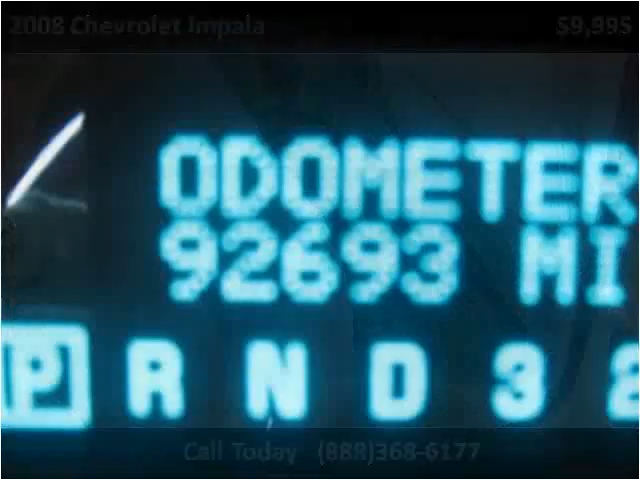 2008 Chevrolet Impala $9,995
ODOMETER
92693 MI
P R N D 3 2
Call Today (888)368-6177